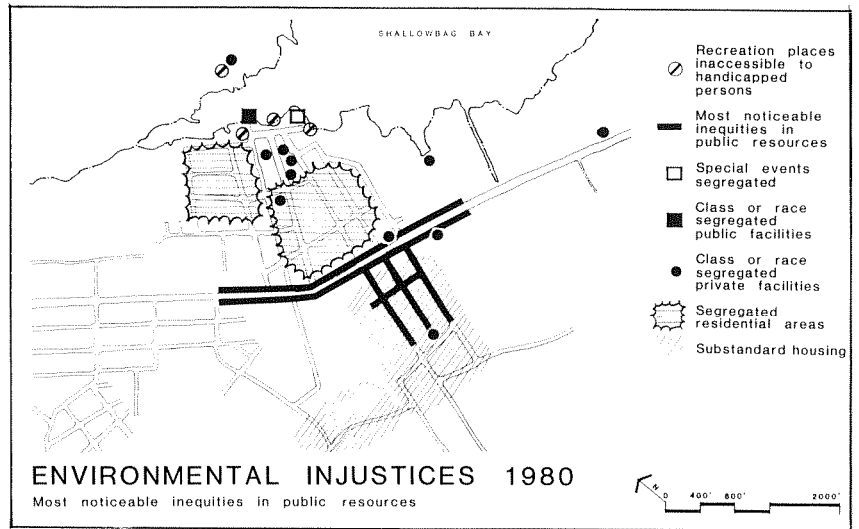 SHALLOWBAG BAY
Recreation places
inaccessible to
handicapped
persons
Most noticeable
inequities in
public resources
Special events
segregated
Class or race
segregated
public facilities
Class or race
segregated
private facilities
Segregated
residential areas
Substandard housing
ENVIRONMENTAL INJUSTICES 1980
Most noticeable inequities in public resources
N
0 400' 800' 2000'